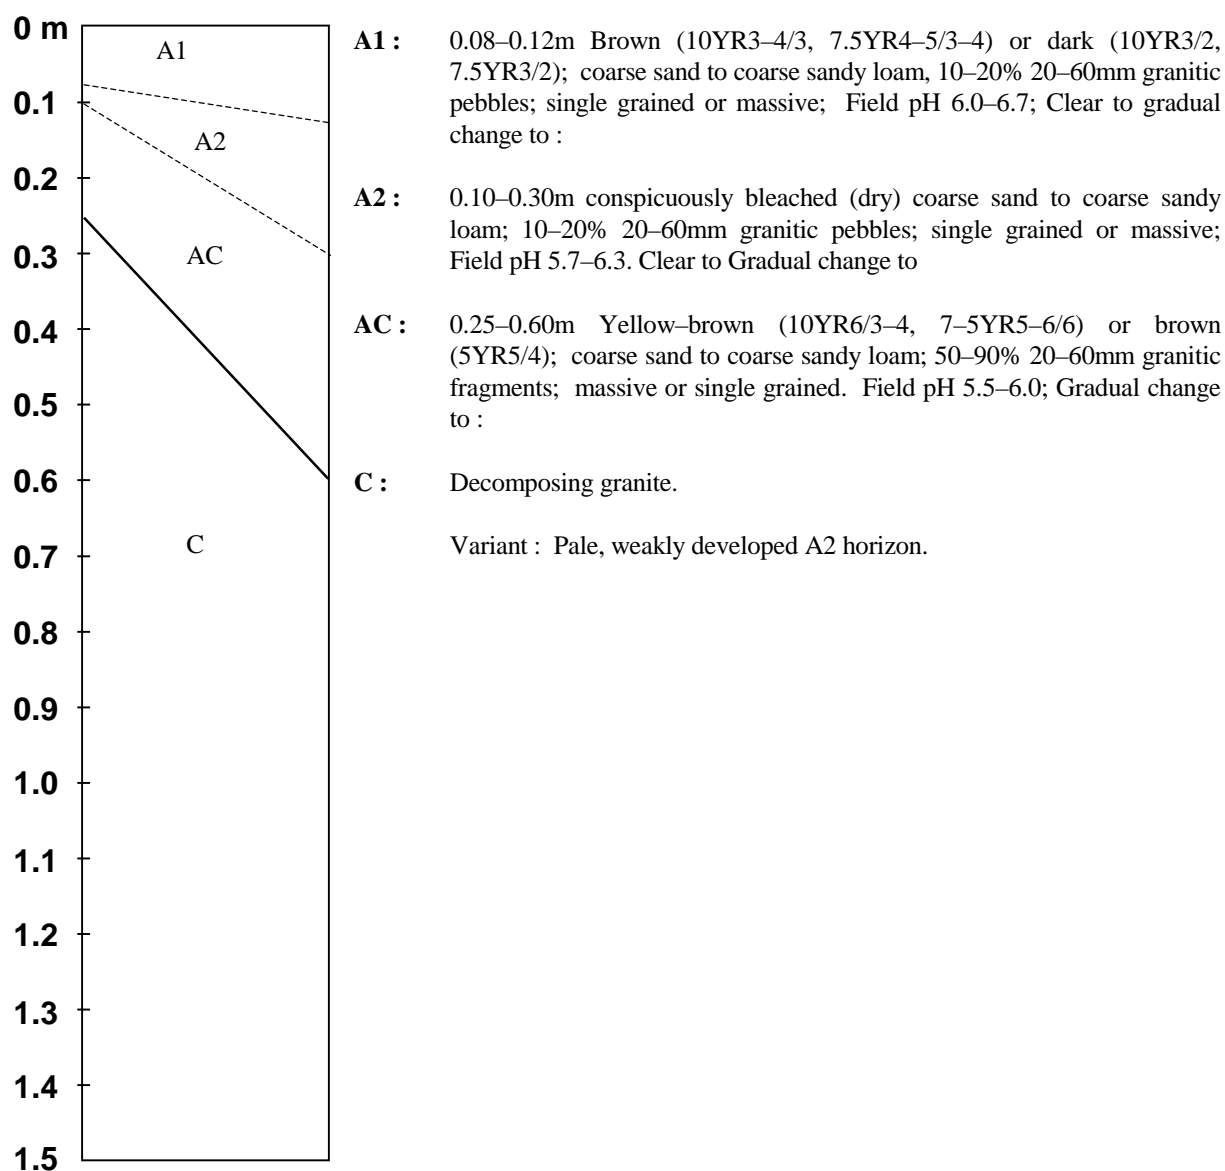 0 m
0.1
0.2
0.3
0.4
0.5
0.6
0.7
0.8
0.9
1.0
1.1
1.2
1.3
1.4
1.5
A1
A2
AC
C
A1 : 0.08–0.12m Brown (10YR3–4/3, 7.5YR4–5/3–4) or dark (10YR3/2,
7.5YR3/2); coarse sand to coarse sandy loam, 10–20% 20–60mm granitic
pebbles; single grained or massive; Field pH 6.0–6.7; Clear to gradual
change to :
A2 : 0.10–0.30m conspicuously bleached (dry) coarse sand to coarse sandy
loam; 10–20% 20–60mm granitic pebbles; single grained or massive;
Field pH 5.7–6.3. Clear to Gradual change to
AC : 0.25–0.60m Yellow–brown (10YR6/3–4, 7–5YR5–6/6) or brown
(5YR5/4); coarse sand to coarse sandy loam; 50–90% 20–60mm granitic
fragments; massive or single grained. Field pH 5.5–6.0; Gradual change
to :
C : Decomposing granite.
Variant : Pale, weakly developed A2 horizon.